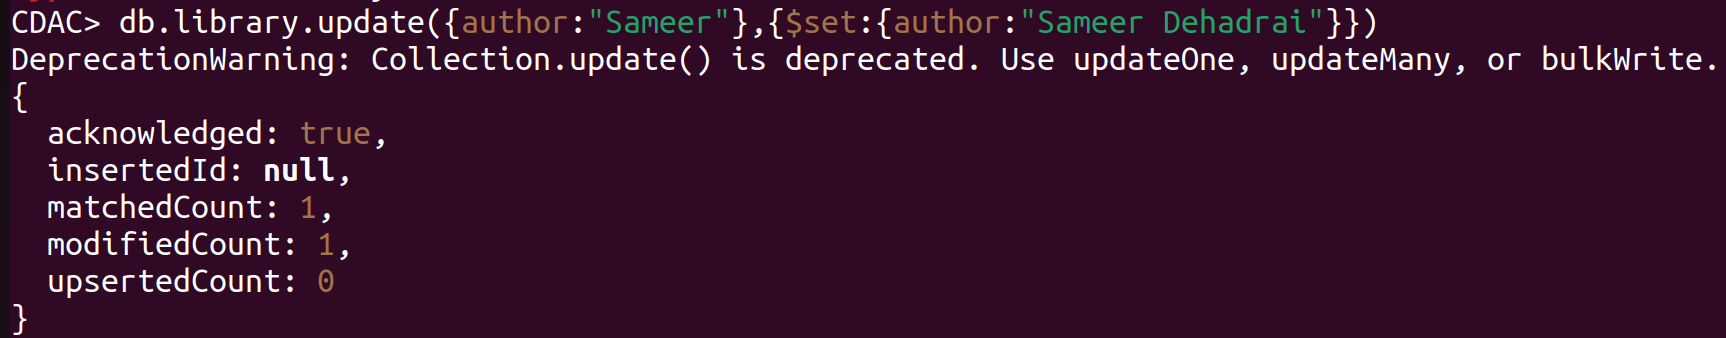 CDAC> db.library.update({author:"Sameer"},{$set:{author:"Sameer Dehadrai"}})
DeprecationWarning: Collection.update() is deprecated. Use updateOne, updateMany, or bulkWrite.
{
  acknowledged: true,
  insertedId: null,
  matchedCount: 1,
  modifiedCount: 1,
  upsertedCount: 0
}